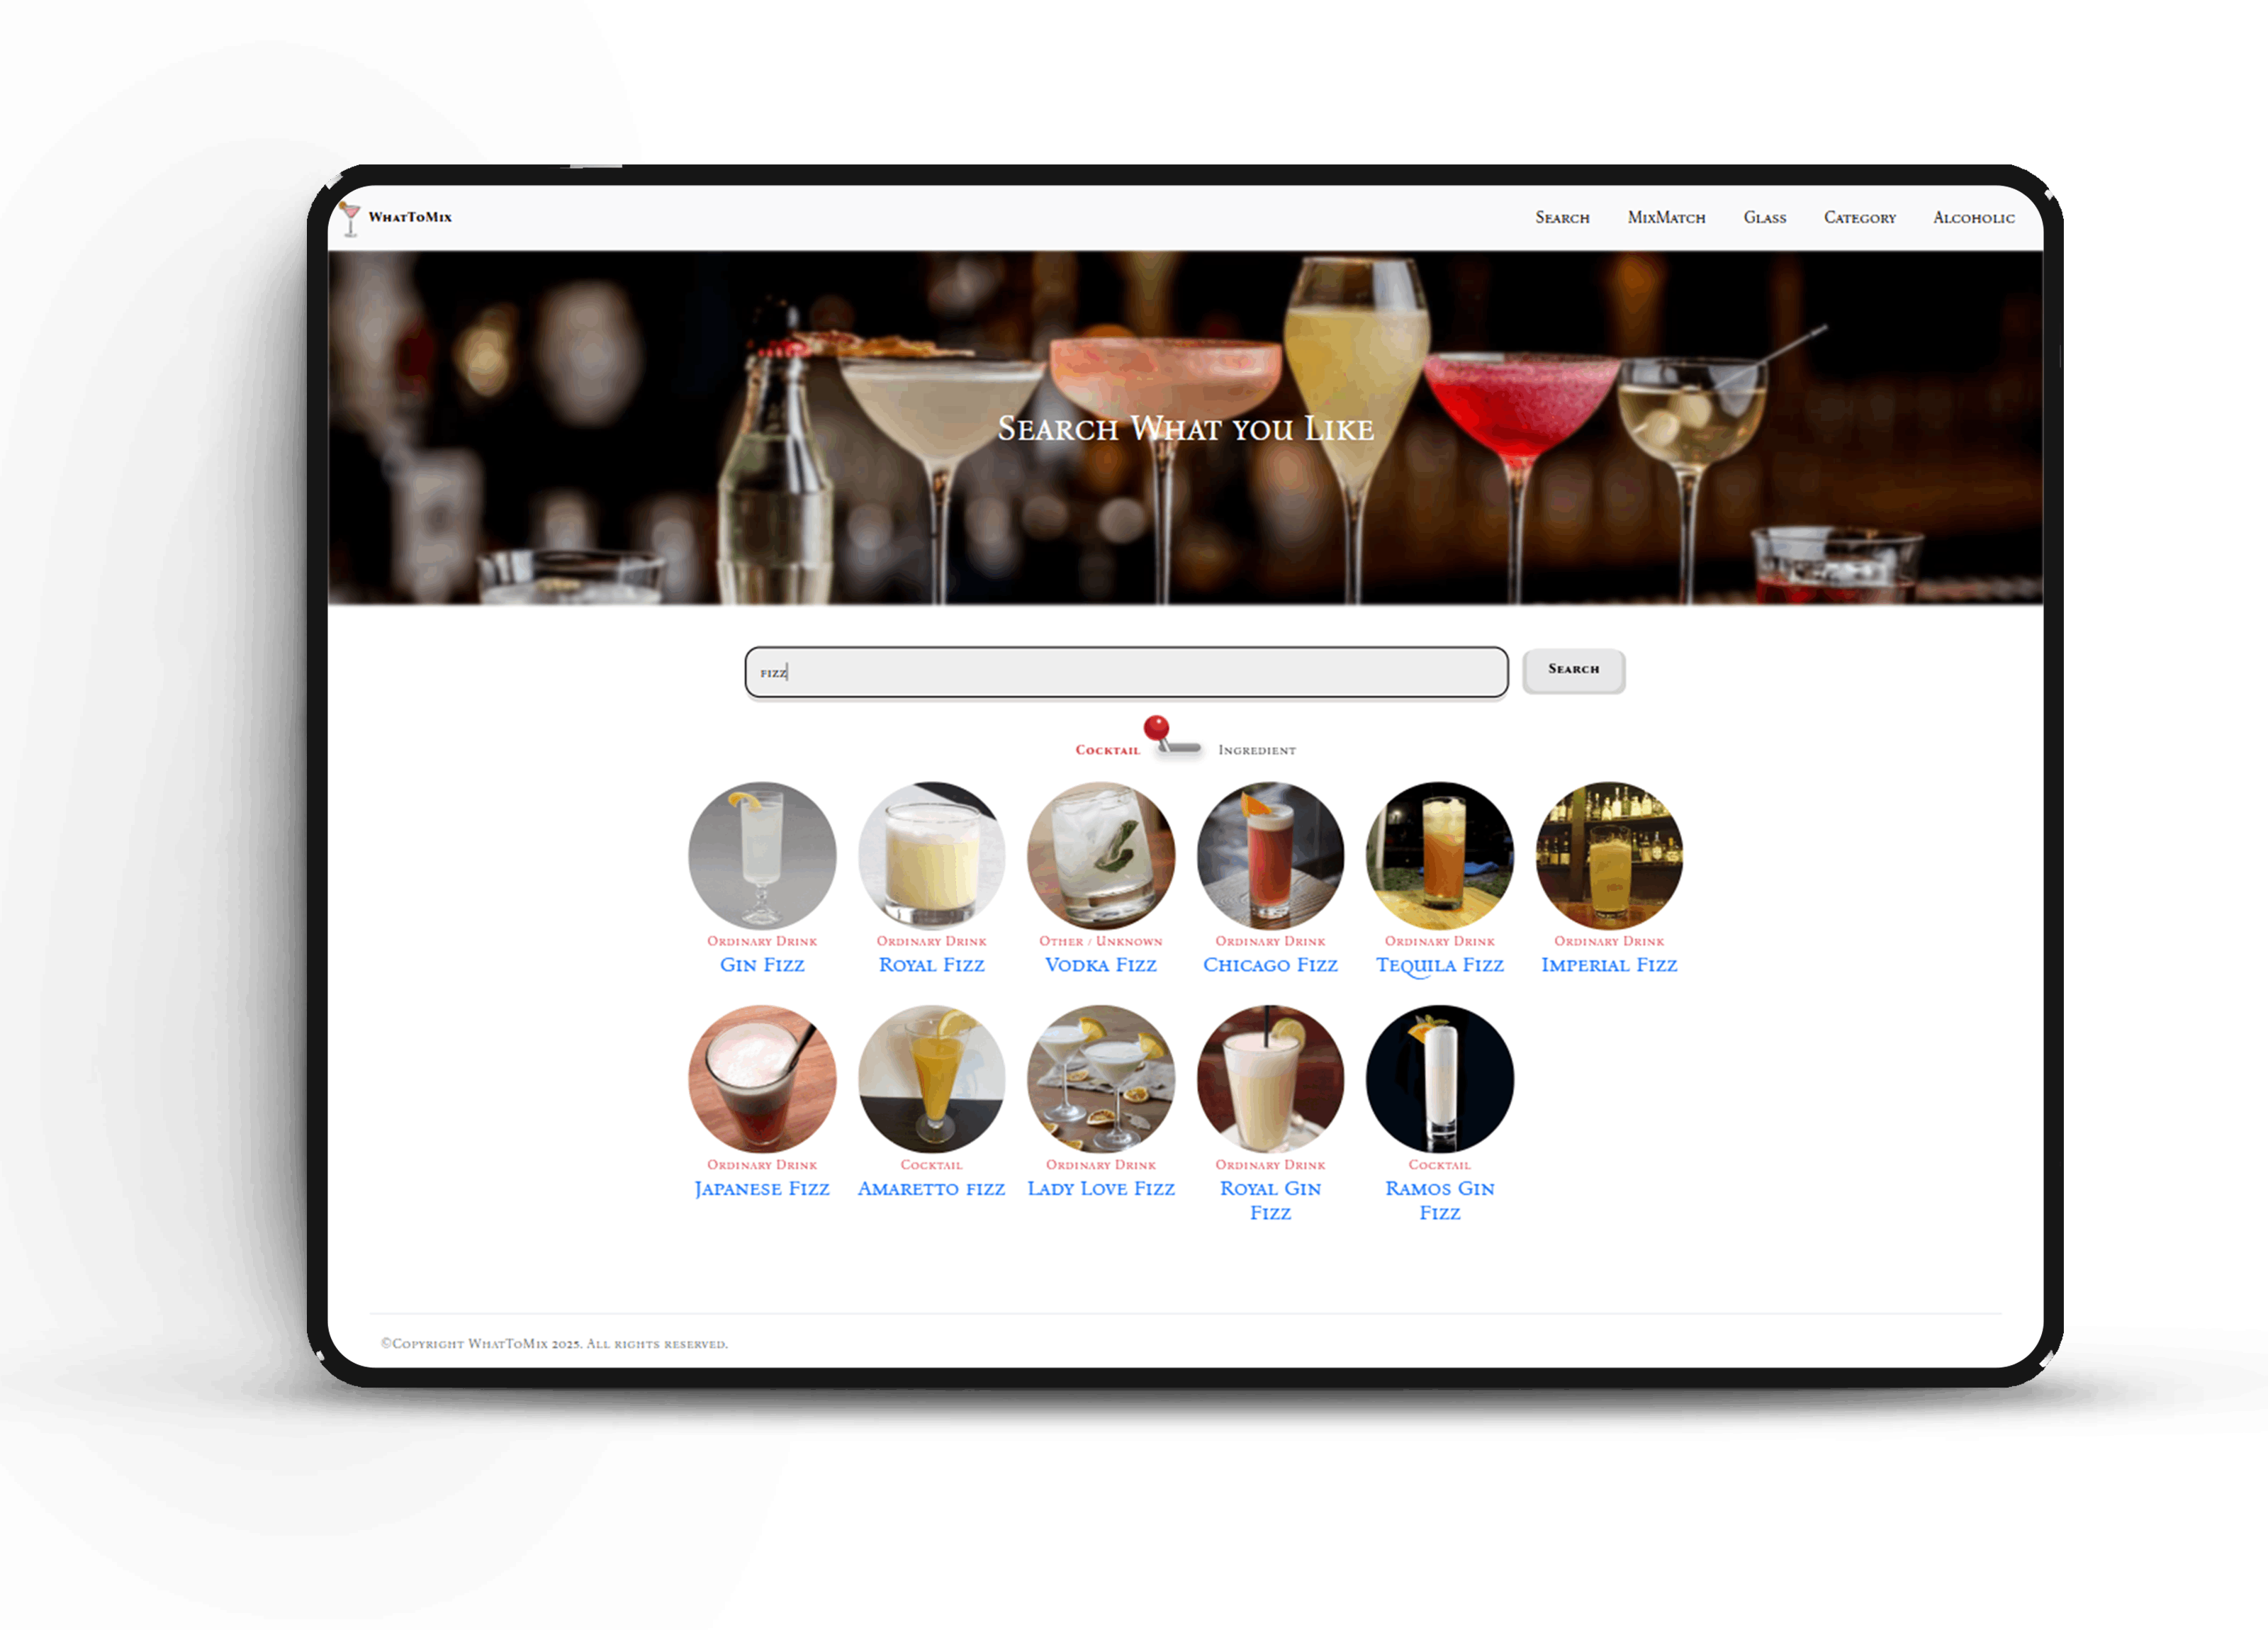 WhatToMix
Search MixMatch Glass Category Alcoholic
Search What you Like
fizz
Search
Cocktail Ingredient
Ordinary Drink Ordinary Drink Other / Unknown Ordinary Drink Ordinary Drink Ordinary Drink
Gin Fizz Royal Fizz Vodka Fizz Chicago Fizz Tequila Fizz Imperial Fizz
Ordinary Drink Cocktail Ordinary Drink Ordinary Drink Cocktail
Japanese Fizz Amaretto fizz Lady Love Fizz Royal Gin Fizz Ramos Gin Fizz
©Copyright WhatToMix 2025. All rights reserved.